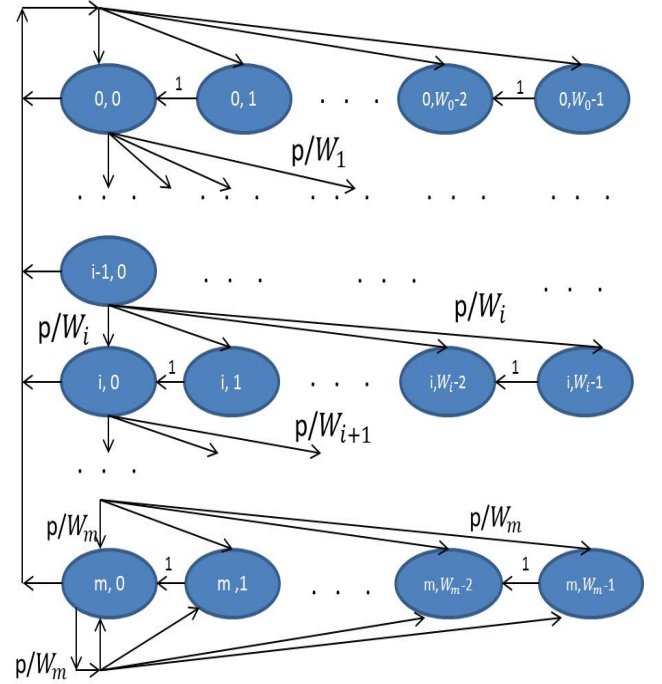 0, 0 1 0, 1 . . . 0,W₀-2 1 0,W₀-1
p/W₁
. . . . . . . . . . . . . . .
i-1, 0 . . . . . . . . .
p/Wᵢ p/Wᵢ
i, 0 1 i, 1 . . . i,Wᵢ-2 1 i,Wᵢ-1
p/Wᵢ₊₁
. . .
p/Wₘ p/Wₘ
m, 0 1 m ,1 . . . m,Wₘ-2 1 m,Wₘ-1
p/Wₘ